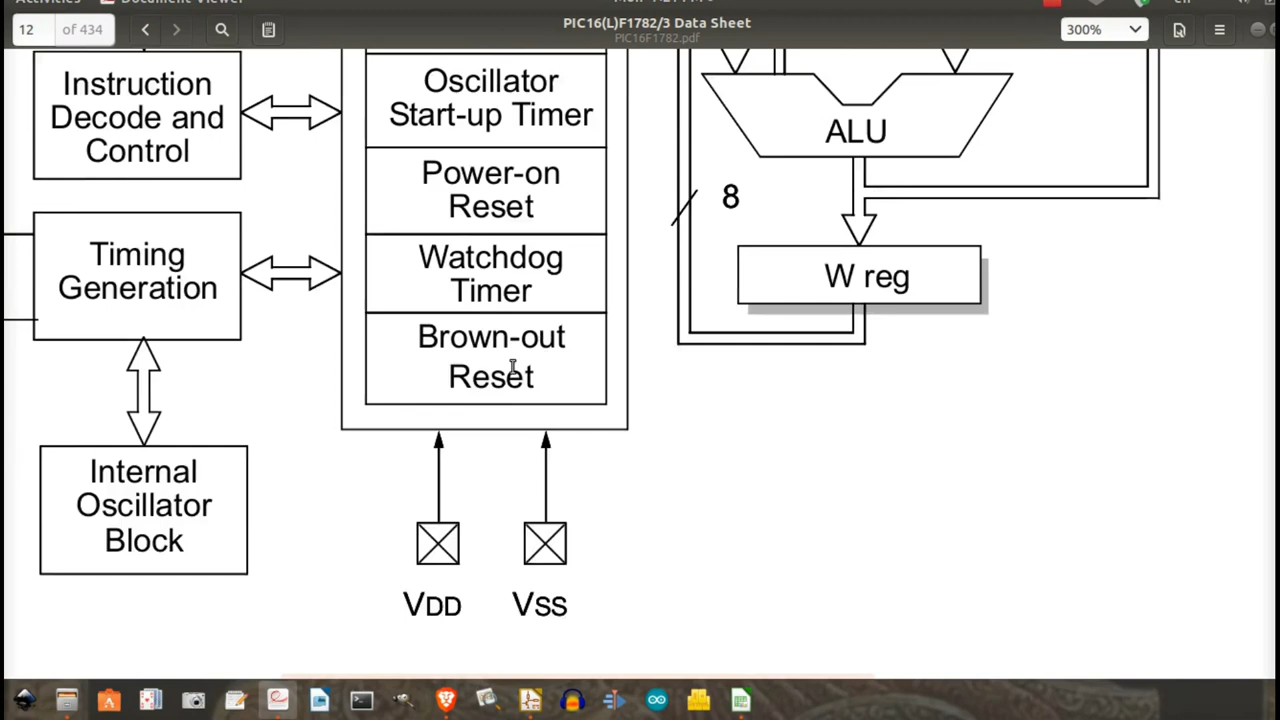 PIC16(L)F1782/3 Data Sheet
PIC16F1782.pdf
12
of 434
300%
Instruction
Decode and
Control
Timing
Generation
Internal
Oscillator
Block
Oscillator
Start-up Timer
Power-on
Reset
Watchdog
Timer
Brown-out
Reset
VDD
VSS
ALU
8
W reg